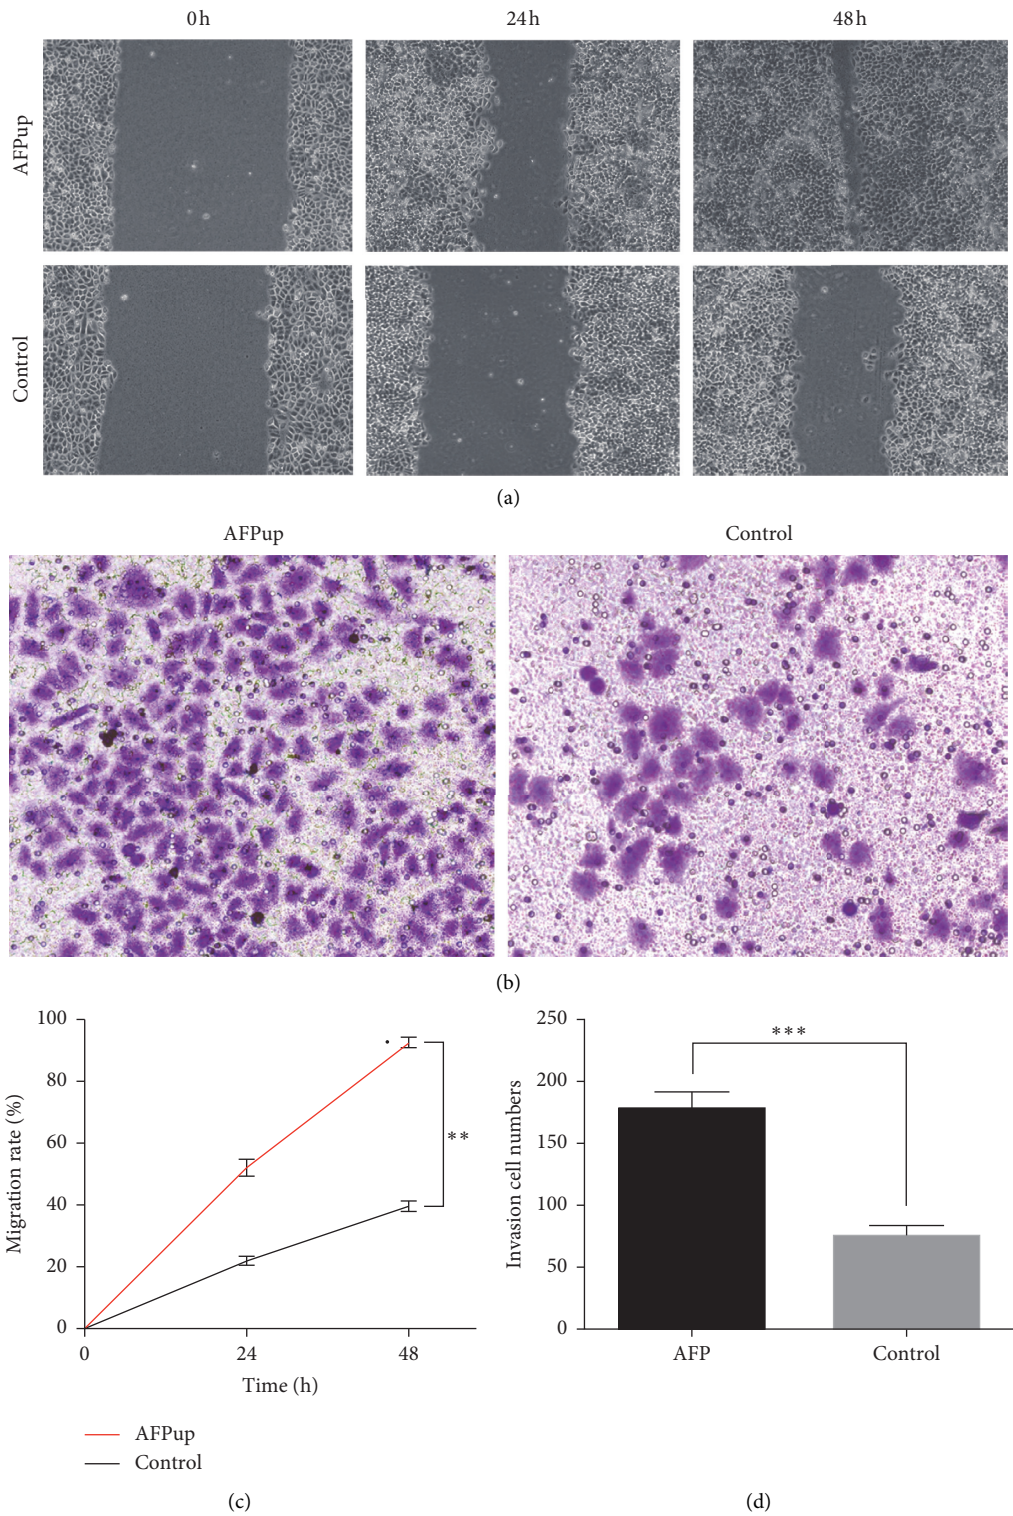 0 h 24 h 48 h
AFPup
Control
(a)
AFPup Control
(b)
100
80
60
40
20
0
Migration rate (%)
**
0 24 48
Time (h)
AFPup
Control
(c)
250
200
150
100
50
0
Invasion cell numbers
***
AFP Control
(d)